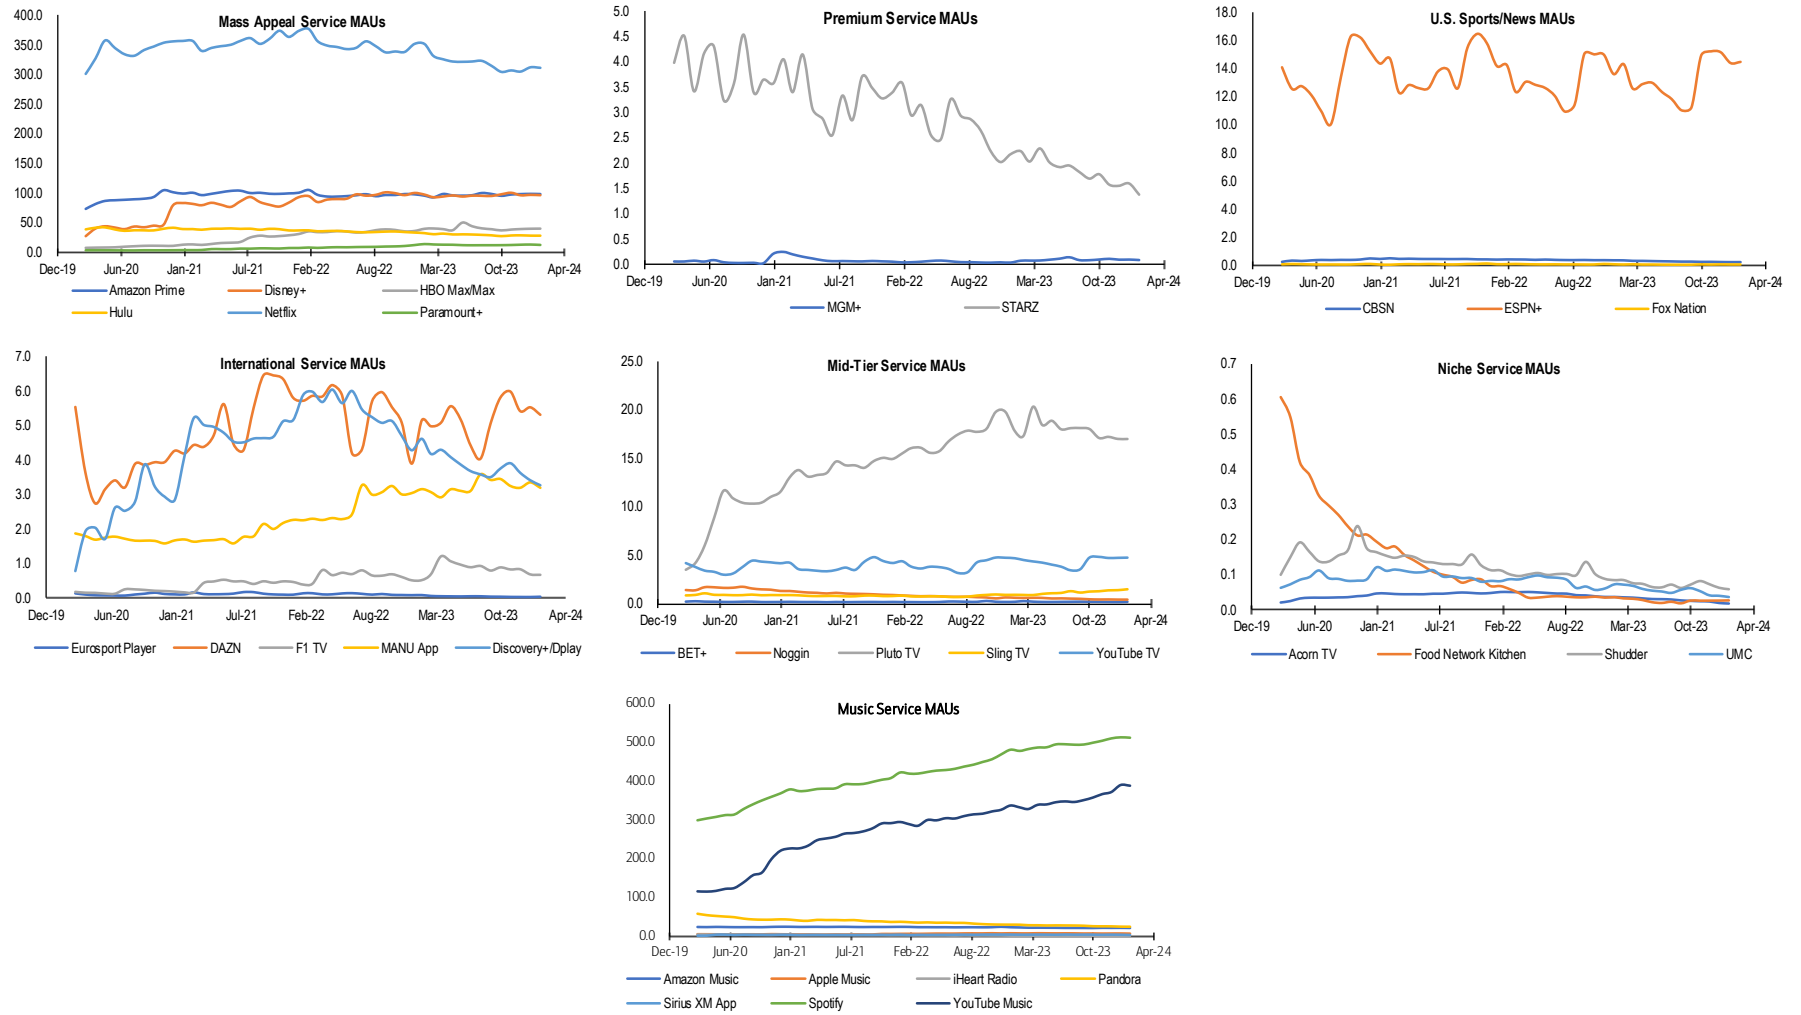 Mass Appeal Service MAUs
400.0
350.0
300.0
250.0
200.0
150.0
100.0
50.0
0.0
Dec-19 Jun-20 Jan-21 Jul-21 Feb-22 Aug-22 Mar-23 Oct-23 Apr-24
Amazon Prime Disney+ HBO Max/Max
Hulu Netflix Paramount+
Premium Service MAUs
5.0
4.5
4.0
3.5
3.0
2.5
2.0
1.5
1.0
0.5
0.0
Dec-19 Jun-20 Jan-21 Jul-21 Feb-22 Aug-22 Mar-23 Oct-23 Apr-24
MGM+ STARZ
U.S. Sports/News MAUs
18.0
16.0
14.0
12.0
10.0
8.0
6.0
4.0
2.0
0.0
Dec-19 Jun-20 Jan-21 Jul-21 Feb-22 Aug-22 Mar-23 Oct-23 Apr-24
CBSN ESPN+ Fox Nation
International Service MAUs
7.0
6.0
5.0
4.0
3.0
2.0
1.0
0.0
Dec-19 Jun-20 Jan-21 Jul-21 Feb-22 Aug-22 Mar-23 Oct-23 Apr-24
Eurosport Player DAZN F1 TV MANU App Discovery+/Dplay
Mid-Tier Service MAUs
25.0
20.0
15.0
10.0
5.0
0.0
Dec-19 Jun-20 Jan-21 Jul-21 Feb-22 Aug-22 Mar-23 Oct-23 Apr-24
BET+ Noggin Pluto TV Sling TV YouTube TV
Niche Service MAUs
0.7
0.6
0.5
0.4
0.3
0.2
0.1
0.0
Dec-19 Jun-20 Jan-21 Jul-21 Feb-22 Aug-22 Mar-23 Oct-23 Apr-24
Acorn TV Food Network Kitchen Shudder UMC
Music Service MAUs
600.0
500.0
400.0
300.0
200.0
100.0
0.0
Dec-19 Jun-20 Jan-21 Jul-21 Feb-22 Aug-22 Mar-23 Oct-23 Apr-24
Amazon Music Apple Music iHeart Radio Pandora
Sirius XM App Spotify YouTube Music